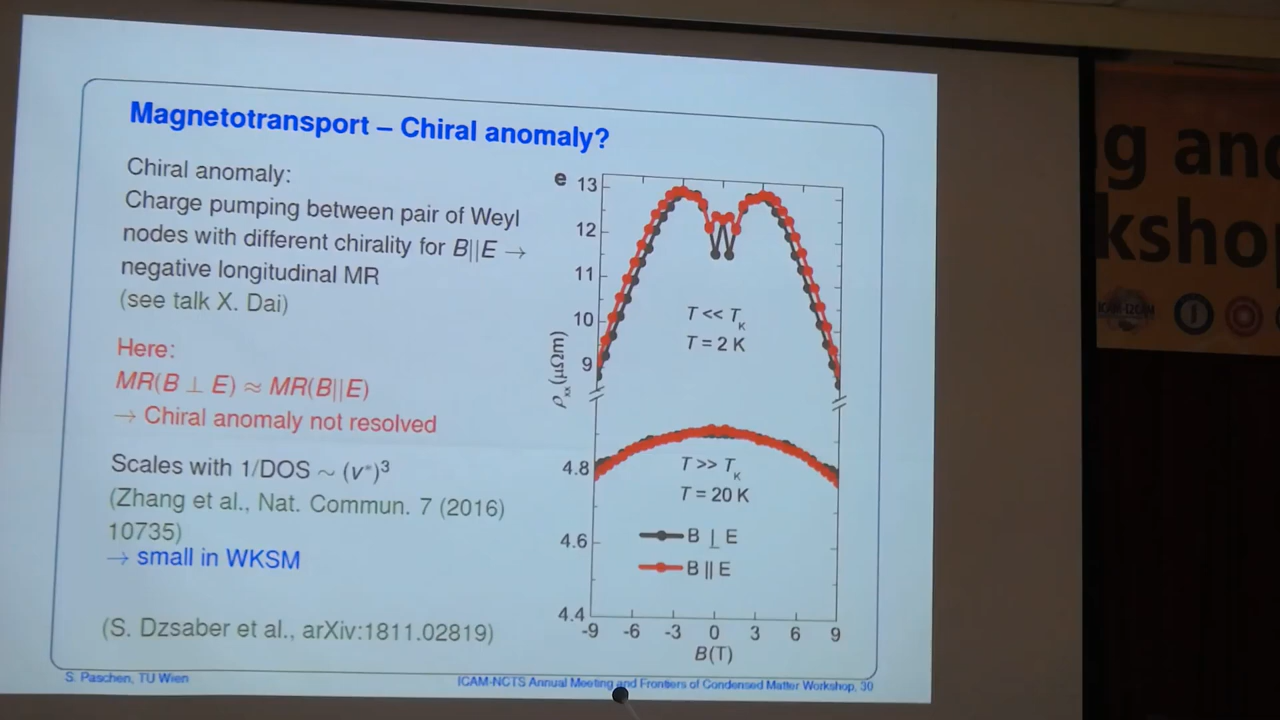 Magnetotransport – Chiral anomaly?
Chiral anomaly:
Charge pumping between pair of Weyl
nodes with different chirality for B||E →
negative longitudinal MR
(see talk X. Dai)
Here:
MR(B ⊥ E) ≈ MR(B||E)
→ Chiral anomaly not resolved
Scales with 1/DOS ∼ (v*)³
(Zhang et al., Nat. Commun. 7 (2016)
10735)
→ small in WKSM
(S. Dzsaber et al., arXiv:1811.02819)
e
13
12
11
10
9
4.8
4.6
4.4
ρxx(μΩm)
T << TK
T = 2 K
T >> TK
T = 20 K
B ⊥ E
B || E
-9 -6 -3 0 3 6 9
B(T)
S. Paschen, TU Wien
ICAM-NCTS Annual Meeting and Frontiers of Condensed Matter Workshop, 30
g and
ksho
ICAM-I2CAM